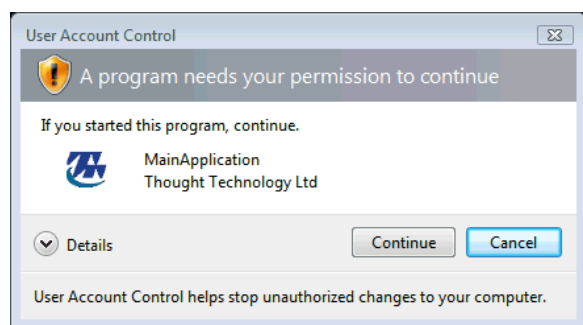 User Account Control
A program needs your permission to continue
If you started this program, continue.
MainApplication
Thought Technology Ltd
Details
Continue
Cancel
User Account Control helps stop unauthorized changes to your computer.